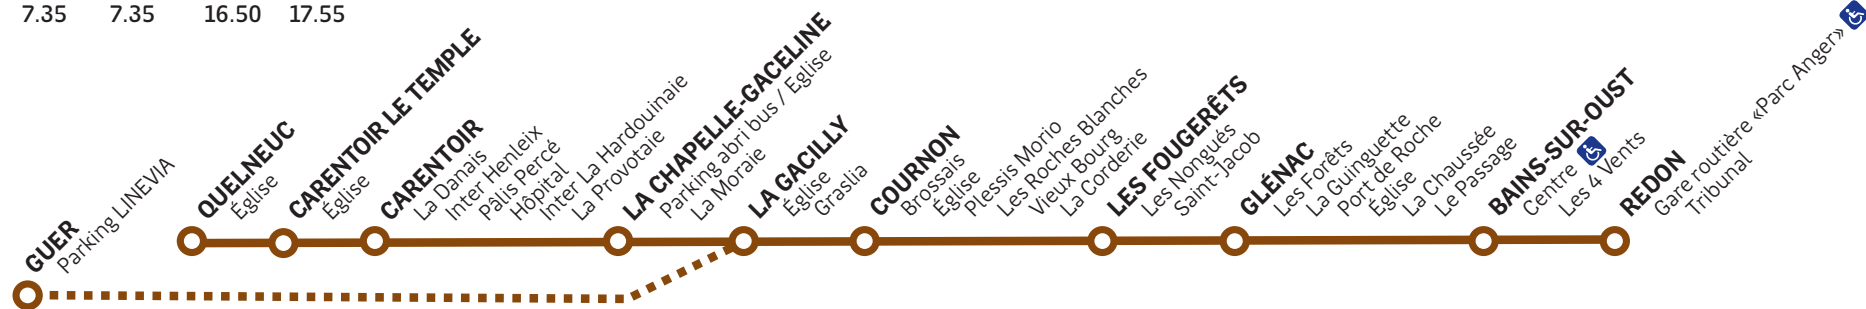 7.35 7.35 16.50 17.55
GUER
Parking LINEVIA
QUELNEUC
Église
CARENTOIR LE TEMPLE
Église
CARENTOIR
La Danais
Inter Henleix
Pâlis Percé
Hôpital
Inter La Hardouinaie
La Provotaie
LA CHAPELLE-GACELINE
Parking abri bus / Eglise
La Moraie
LA GACILLY
Église
Graslia
COURNON
Brossais
Église
Plessis Morio
Les Roches Blanches
Vieux Bourg
La Corderie
LES FOUGERÊTS
Les Nongués
Saint-Jacob
GLÉNAC
Les Forêts
La Guinguette
Port de Roche
Église
La Chaussée
Le Passage
BAINS-SUR-OUST
Centre
Les 4 Vents
REDON
Gare routière «Parc Anger»
Tribunal